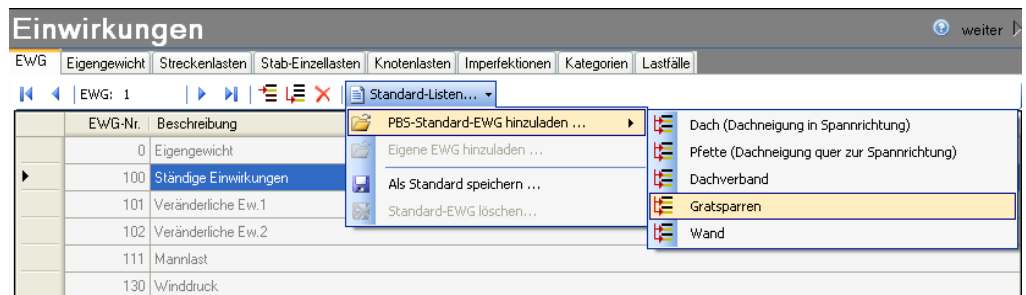 Einwirkungen
weiter
EWG Eigengewicht Streckenlasten Stab-Einzellasten Knotenlasten Imperfektionen Kategorien Lastfälle
EWG: 1 Standard-Listen...
EWG-Nr. Beschreibung
0 Eigengewicht
100 Ständige Einwirkungen
101 Veränderliche Ew.1
102 Veränderliche Ew.2
111 Mannlast
130 Winddruck
PBS-Standard-EWG hinzuladen ...
Eigene EWG hinzuladen ...
Als Standard speichern ...
Standard-EWG löschen...
Dach (Dachneigung in Spannrichtung)
Pfette (Dachneigung quer zur Spannrichtung)
Dachverband
Gratsparren
Wand